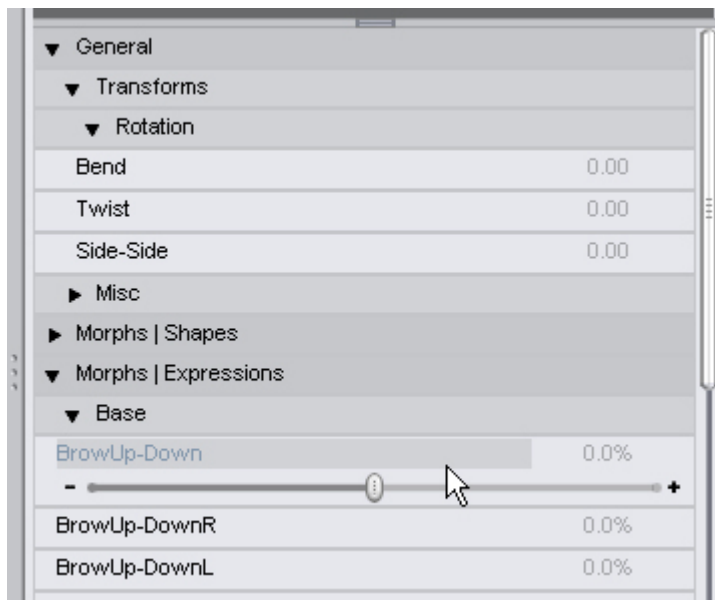 General
Transforms
Rotation
Bend 0.00
Twist 0.00
Side-Side 0.00
Misc
Morphs | Shapes
Morphs | Expressions
Base
BrowUp-Down 0.0%
- +
BrowUp-DownR 0.0%
BrowUp-DownL 0.0%